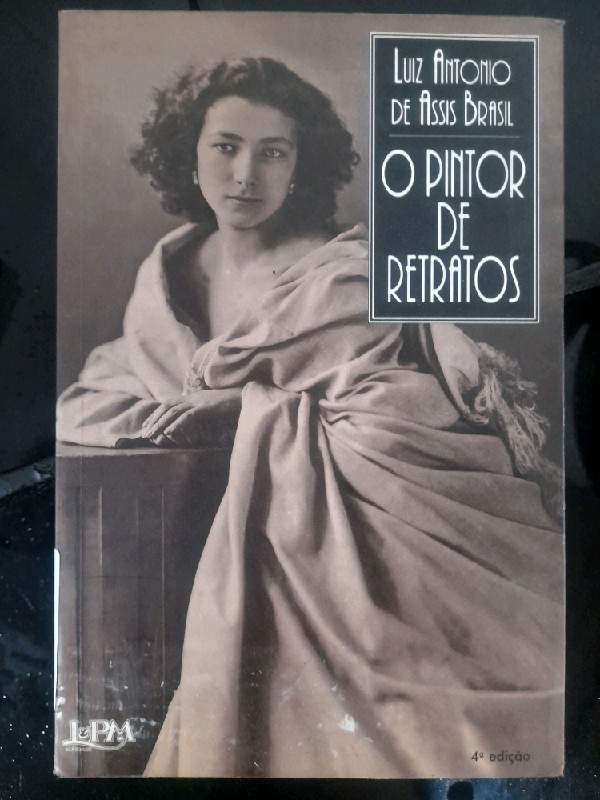 LUIZ ANTONIO
DE ASSIS BRASIL
O PINTOR
DE
RETRATOS
L&PM
4ª edição